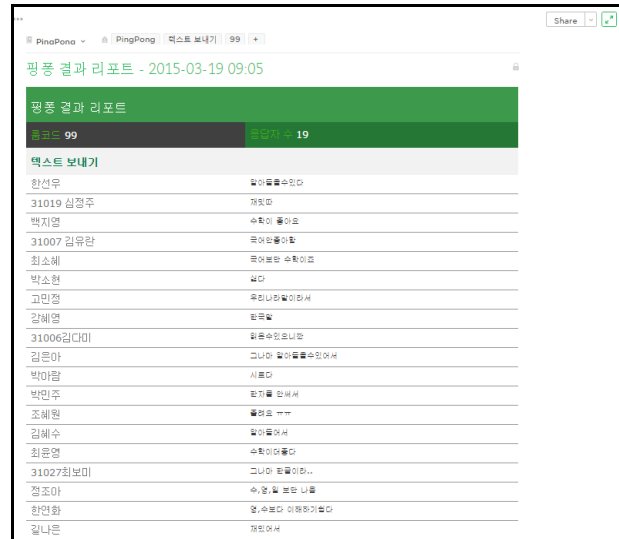 Share
PingPong PingPong 텍스트 보내기 99 +
핑퐁 결과 리포트 - 2015-03-19 09:05
핑퐁 결과 리포트
룸코드 99 응답자 수 19
텍스트 보내기
한선우 알아들을수있다
31019 심정주 재밌따
백지영 수학이 좋아요
31007 김유란 국어안좋아함
최소혜 국어보단 수학이죠
박소현 쉽다
고민정 우리나라말이라서
강혜영 한국말
31006김다미 읽을수있으니깐
김은아 그나마 알아들을수있어서
박아람 시르다
박민주 한자를 안써서
조혜원 졸려요 ㅠㅠ
김혜수 알아들어서
최윤영 수학이더좋다
31027최보미 그나마 한글이라..
정조아 수,영,일 보단 나음
한연화 영,수보다 이해하기쉽다
길나은 재밌어서